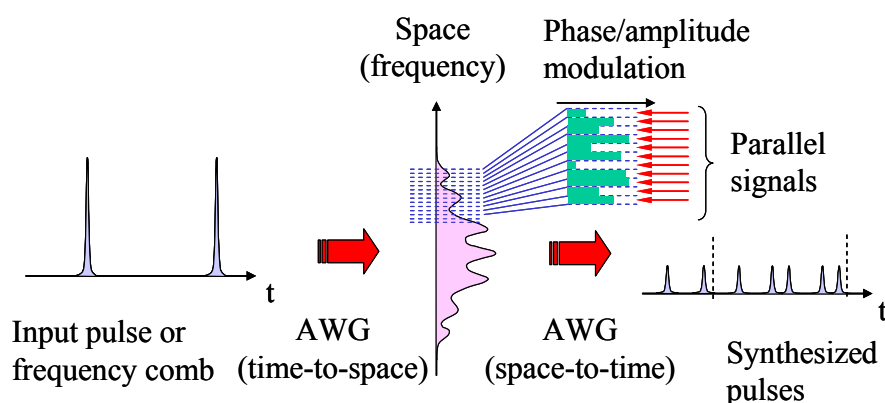 Space
(frequency)
Phase/amplitude
modulation
Parallel
signals
t
Input pulse or
frequency comb
AWG
(time-to-space)
AWG
(space-to-time)
t
Synthesized
pulses